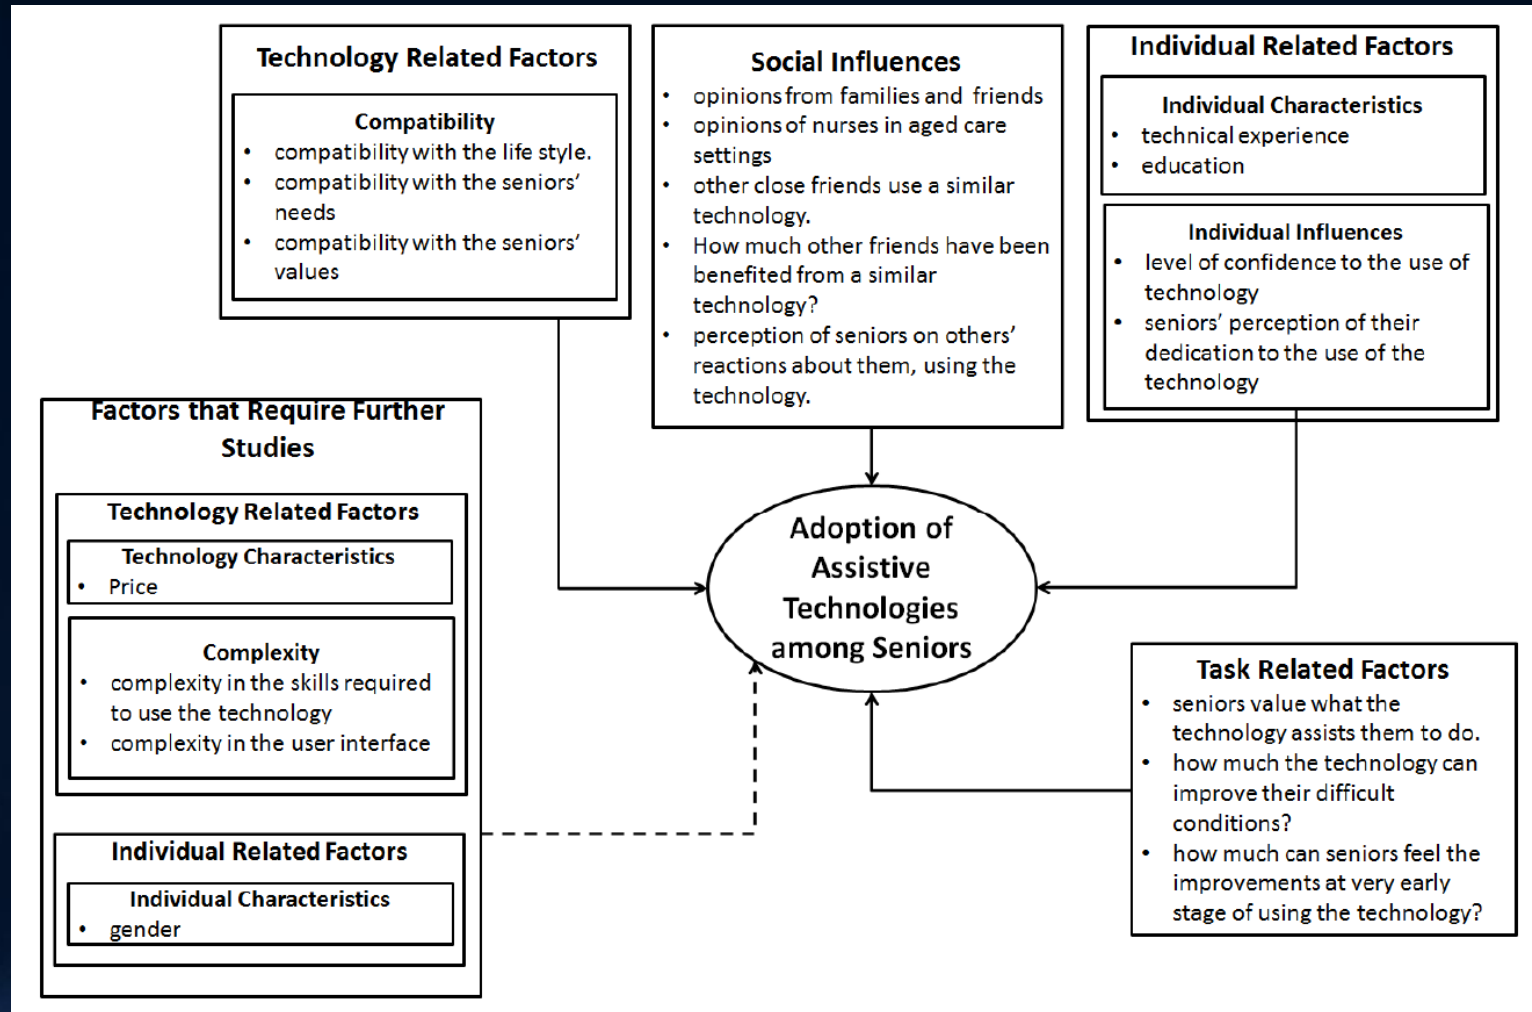 Technology Related Factors
Compatibility
• compatibility with the life style.
• compatibility with the seniors'
needs
• compatibility with the seniors'
values
Social Influences
• opinions from families and friends
• opinions of nurses in aged care
settings
• other close friends use a similar
technology.
• How much other friends have been
benefited from a similar
technology?
• perception of seniors on others'
reactions about them, using the
technology.
Individual Related Factors
Individual Characteristics
• technical experience
• education
Individual Influences
• level of confidence to the use of
technology
• seniors' perception of their
dedication to the use of the
technology
Factors that Require Further
Studies
Technology Related Factors
Technology Characteristics
• Price
Complexity
• complexity in the skills required
to use the technology
• complexity in the user interface
Individual Related Factors
Individual Characteristics
• gender
Adoption of
Assistive
Technologies
among Seniors
Task Related Factors
• seniors value what the
technology assists them to do.
• how much the technology can
improve their difficult
conditions?
• how much can seniors feel the
improvements at very early
stage of using the technology?